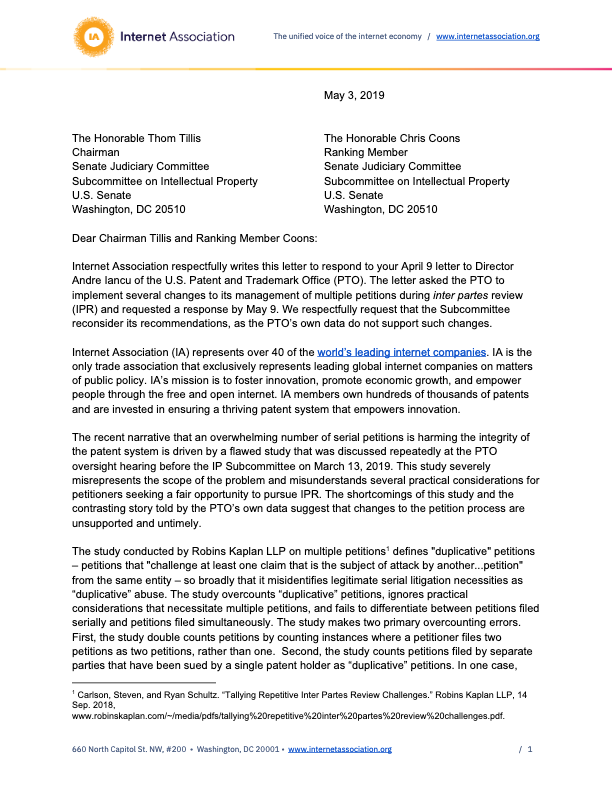 IA Internet Association
The unified voice of the internet economy / www.internetassociation.org
May 3, 2019
The Honorable Thom Tillis
Chairman
Senate Judiciary Committee
Subcommittee on Intellectual Property
U.S. Senate
Washington, DC 20510
The Honorable Chris Coons
Ranking Member
Senate Judiciary Committee
Subcommittee on Intellectual Property
U.S. Senate
Washington, DC 20510
Dear Chairman Tillis and Ranking Member Coons:
Internet Association respectfully writes this letter to respond to your April 9 letter to Director
Andre Iancu of the U.S. Patent and Trademark Office (PTO). The letter asked the PTO to
implement several changes to its management of multiple petitions during inter partes review
(IPR) and requested a response by May 9. We respectfully request that the Subcommittee
reconsider its recommendations, as the PTO's own data do not support such changes.
Internet Association (IA) represents over 40 of the world's leading internet companies. IA is the
only trade association that exclusively represents leading global internet companies on matters
of public policy. IA's mission is to foster innovation, promote economic growth, and empower
people through the free and open internet. IA members own hundreds of thousands of patents
and are invested in ensuring a thriving patent system that empowers innovation.
The recent narrative that an overwhelming number of serial petitions is harming the integrity of
the patent system is driven by a flawed study that was discussed repeatedly at the PTO
oversight hearing before the IP Subcommittee on March 13, 2019. This study severely
misrepresents the scope of the problem and misunderstands several practical considerations for
petitioners seeking a fair opportunity to pursue IPR. The shortcomings of this study and the
contrasting story told by the PTO's own data suggest that changes to the petition process are
unsupported and untimely.
The study conducted by Robins Kaplan LLP on multiple petitions¹ defines "duplicative" petitions
– petitions that "challenge at least one claim that is the subject of attack by another...petition"
from the same entity – so broadly that it misidentifies legitimate serial litigation necessities as
“duplicative” abuse. The study overcounts “duplicative” petitions, ignores practical
considerations that necessitate multiple petitions, and fails to differentiate between petitions filed
serially and petitions filed simultaneously. The study makes two primary overcounting errors.
First, the study double counts petitions by counting instances where a petitioner files two
petitions as two petitions, rather than one.  Second, the study counts petitions filed by separate
parties that have been sued by a single patent holder as “duplicative” petitions. In one case,
¹ Carlson, Steven, and Ryan Schultz. “Tallying Repetitive Inter Partes Review Challenges.” Robins Kaplan LLP, 14
Sep. 2018,
www.robinskaplan.com/~/media/pdfs/tallying%20repetitive%20inter%20partes%20review%20challenges.pdf.
660 North Capitol St. NW, #200 • Washington, DC 20001 • www.internetassociation.org / 1